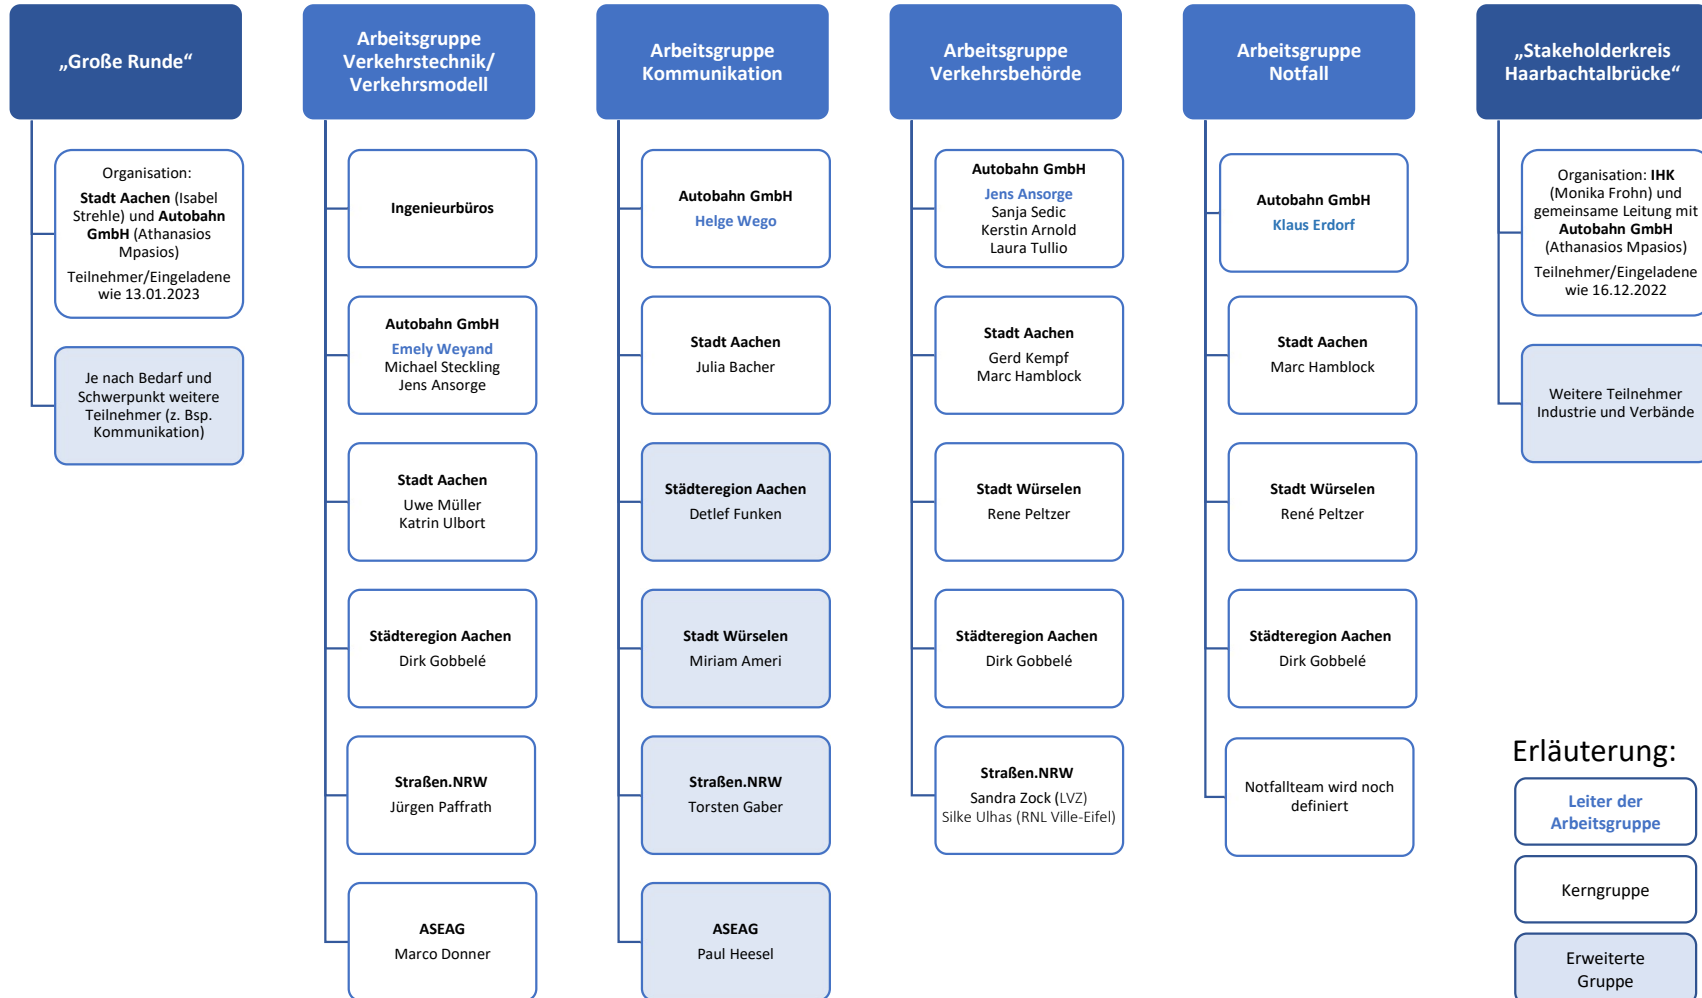 „Große Runde“
Organisation:
Stadt Aachen (Isabel
Strehle) und Autobahn
GmbH (Athanasios
Mpasios)
Teilnehmer/Eingeladene
wie 13.01.2023
Je nach Bedarf und
Schwerpunkt weitere
Teilnehmer (z. Bsp.
Kommunikation)
Arbeitsgruppe
Verkehrstechnik/
Verkehrsmodell
Ingenieurbüros
Autobahn GmbH
Emely Weyand
Michael Steckling
Jens Ansorge
Stadt Aachen
Uwe Müller
Katrin Ulbort
Städteregion Aachen
Dirk Gobbelé
Straßen.NRW
Jürgen Paffrath
ASEAG
Marco Donner
Arbeitsgruppe
Kommunikation
Autobahn GmbH
Helge Wego
Stadt Aachen
Julia Bacher
Städteregion Aachen
Detlef Funken
Stadt Würselen
Miriam Ameri
Straßen.NRW
Torsten Gaber
ASEAG
Paul Heesel
Arbeitsgruppe
Verkehrsbehörde
Autobahn GmbH
Jens Ansorge
Sanja Sedic
Kerstin Arnold
Laura Tullio
Stadt Aachen
Gerd Kempf
Marc Hamblock
Stadt Würselen
Rene Peltzer
Städteregion Aachen
Dirk Gobbelé
Straßen.NRW
Sandra Zock (LVZ)
Silke Ulhas (RNL Ville-Eifel)
Arbeitsgruppe
Notfall
Autobahn GmbH
Klaus Erdorf
Stadt Aachen
Marc Hamblock
Stadt Würselen
René Peltzer
Städteregion Aachen
Dirk Gobbelé
Notfallteam wird noch
definiert
„Stakeholderkreis
Haarbachtalbrücke“
Organisation: IHK
(Monika Frohn) und
gemeinsame Leitung mit
Autobahn GmbH
(Athanasios Mpasios)
Teilnehmer/Eingeladene
wie 16.12.2022
Weitere Teilnehmer
Industrie und Verbände
Erläuterung:
Leiter der
Arbeitsgruppe
Kerngruppe
Erweiterte
Gruppe